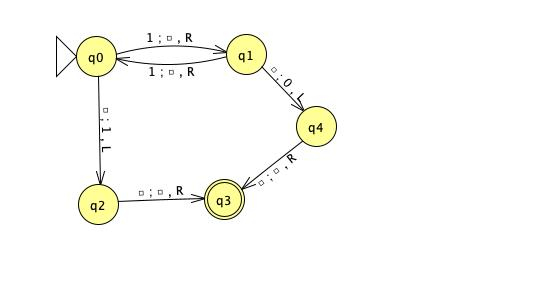 1 ; □ , R
q0
q1
1 ; □ , R
□ ; 0 , L
□ ; 1 , L
q4
□ ; □ , R
□ ; □ , R
q2
q3